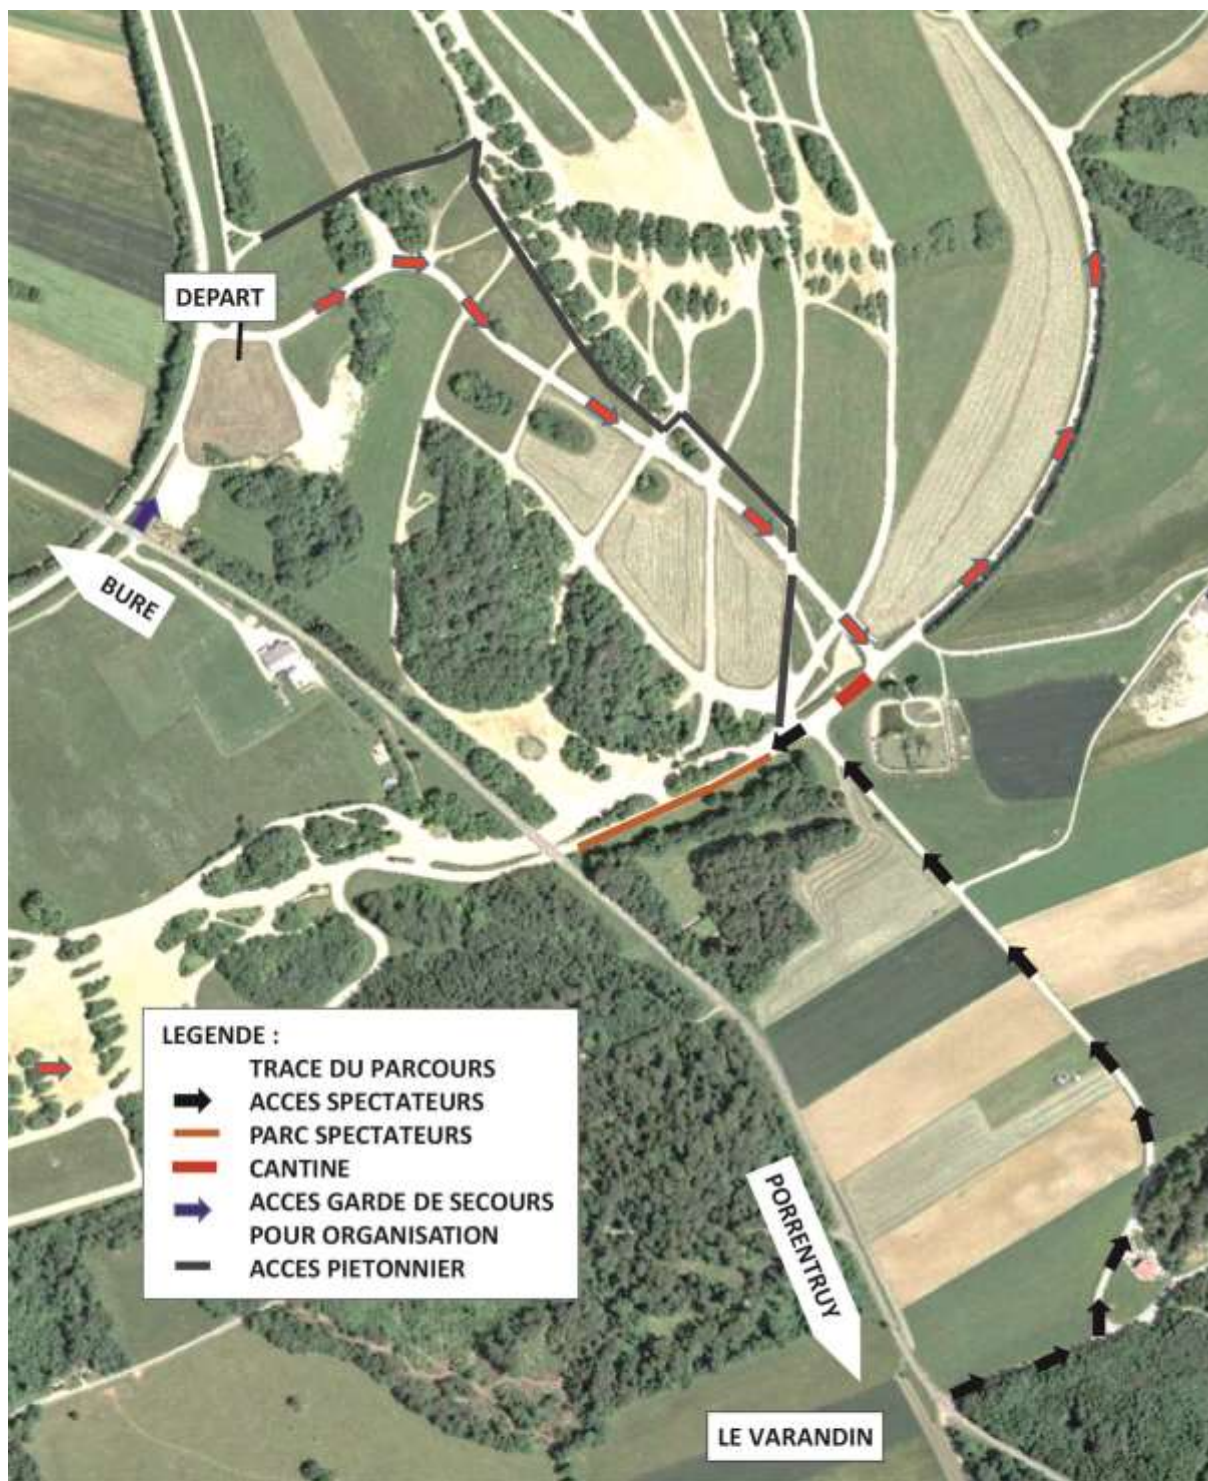 DEPART
BURE
LEGENDE :
TRACE DU PARCOURS
ACCES SPECTATEURS
PARC SPECTATEURS
CANTINE
ACCES GARDE DE SECOURS
POUR ORGANISATION
ACCES PIETONNIER
PORRENTRUY
LE VARANDIN